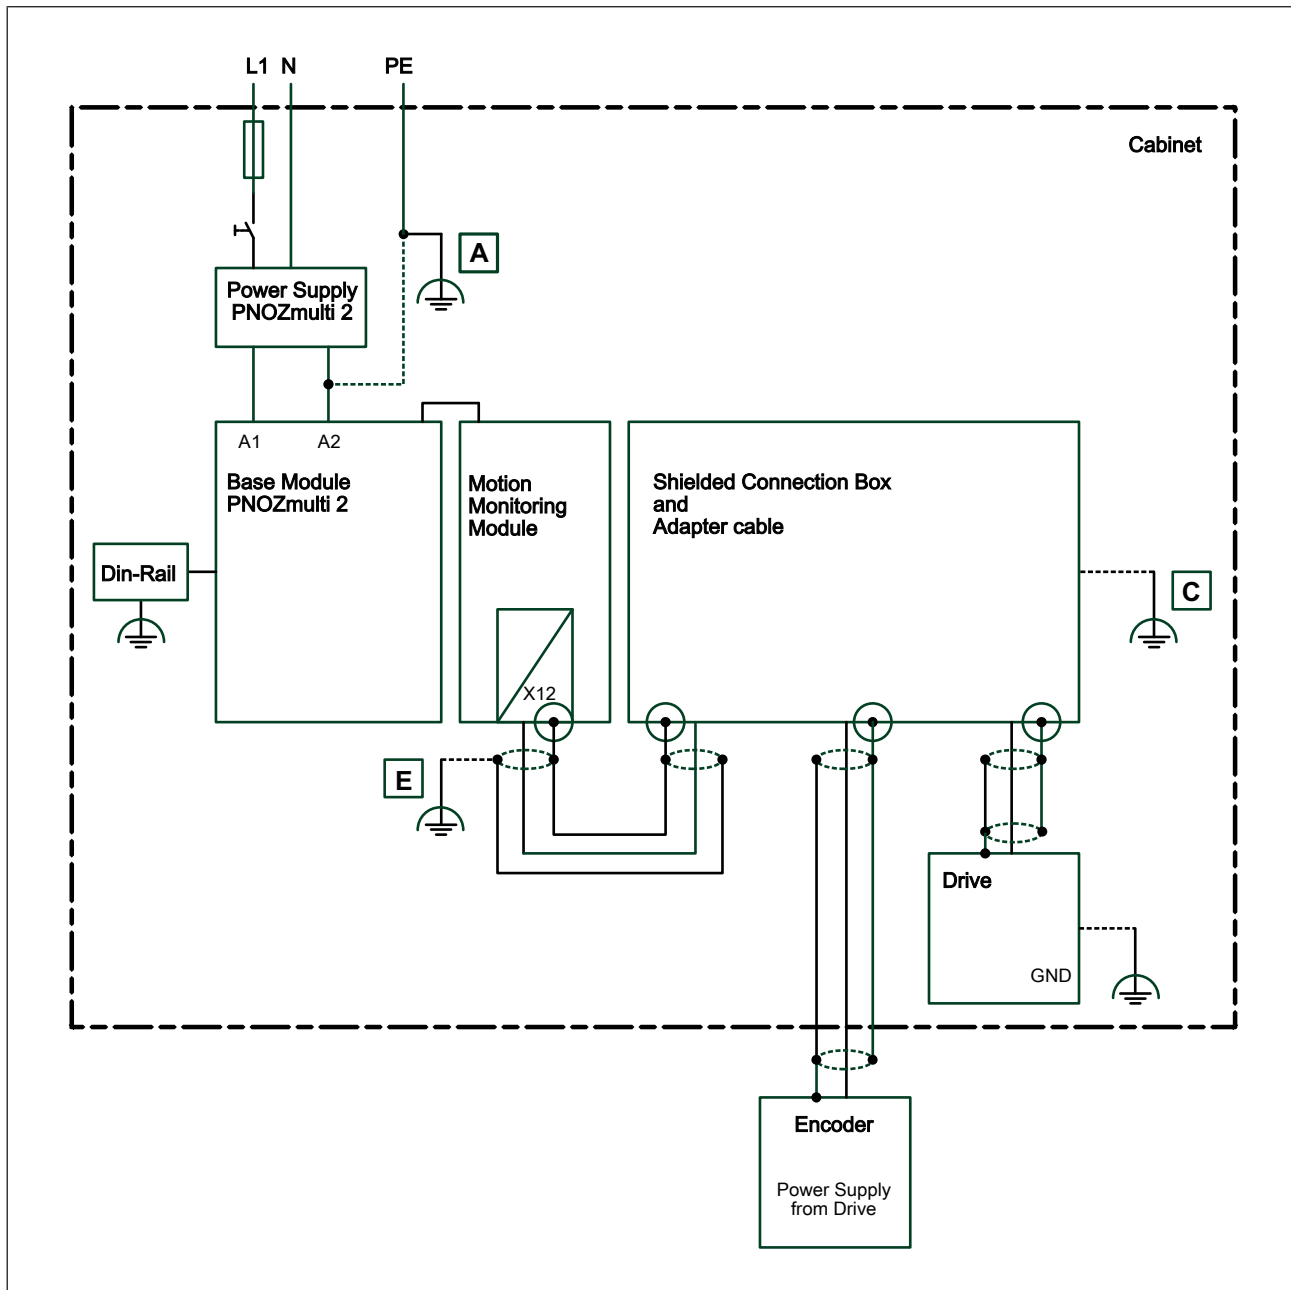 L1 N PE
Cabinet
A
Power Supply
PNOZmulti 2
A1 A2
Base Module
PNOZmulti 2
Motion
Monitoring
Module
Shielded Connection Box
and
Adapter cable
Din-Rail
C
X12
E
Drive
GND
Encoder
Power Supply
from Drive